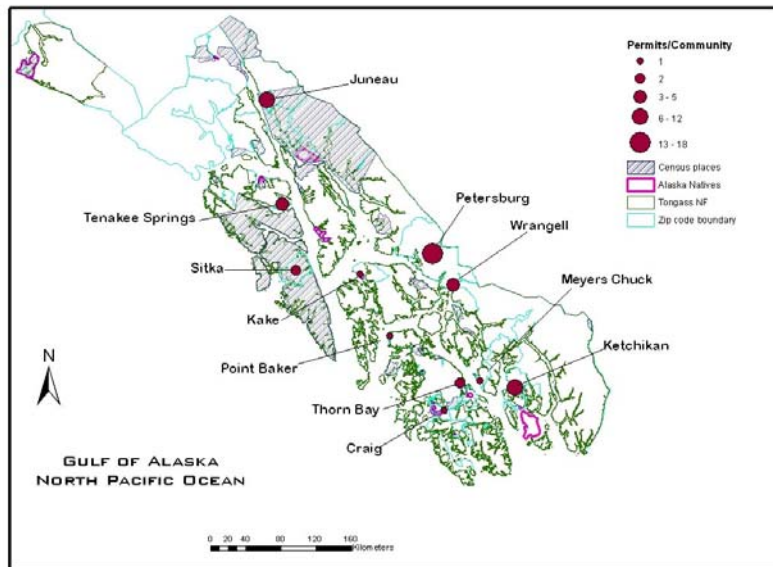 Permits/Community
1
2
3 - 5
6 - 12
13 - 18
Census places
Alaska Natives
Tongass NF
Zip code boundary
Juneau
Petersburg
Tenakee Springs
Wrangell
Sitka
Meyers Chuck
Kake
Ketchikan
Point Baker
Thorn Bay
Craig
N
GULF OF ALASKA
NORTH PACIFIC OCEAN
0 20 40 80 120 160
Kilometers